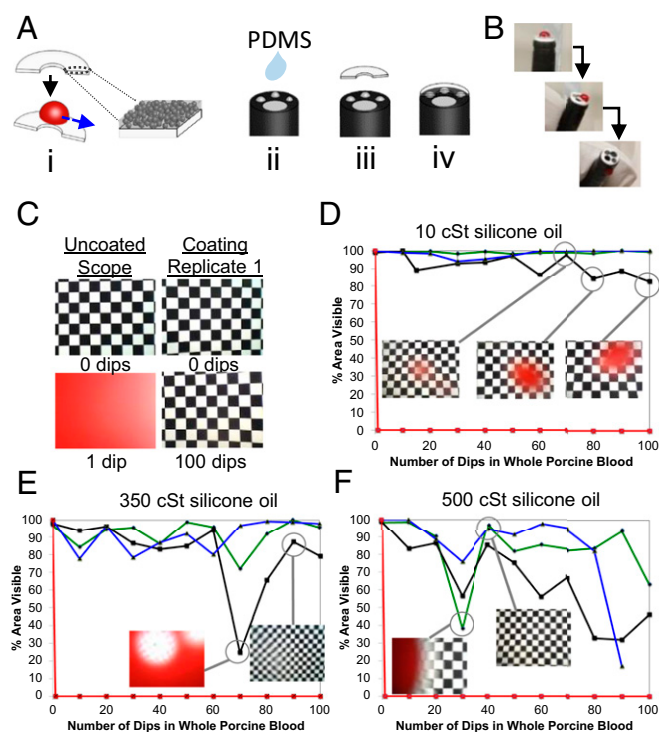 A
PDMS
i
ii
iii
iv
B
C
Uncoated Scope
Coating Replicate 1
0 dips
0 dips
1 dip
100 dips
D
10 cSt silicone oil
% Area Visible
100
90
80
70
60
50
40
30
20
10
0
0 20 40 60 80 100
Number of Dips in Whole Porcine Blood
E
350 cSt silicone oil
% Area Visible
100
90
80
70
60
50
40
30
20
10
0
0 20 40 60 80 100
Number of Dips in Whole Porcine Blood
F
500 cSt silicone oil
% Area Visible
100
90
80
70
60
50
40
30
20
10
0
0 20 40 60 80 100
Number of Dips in Whole Porcine Blood